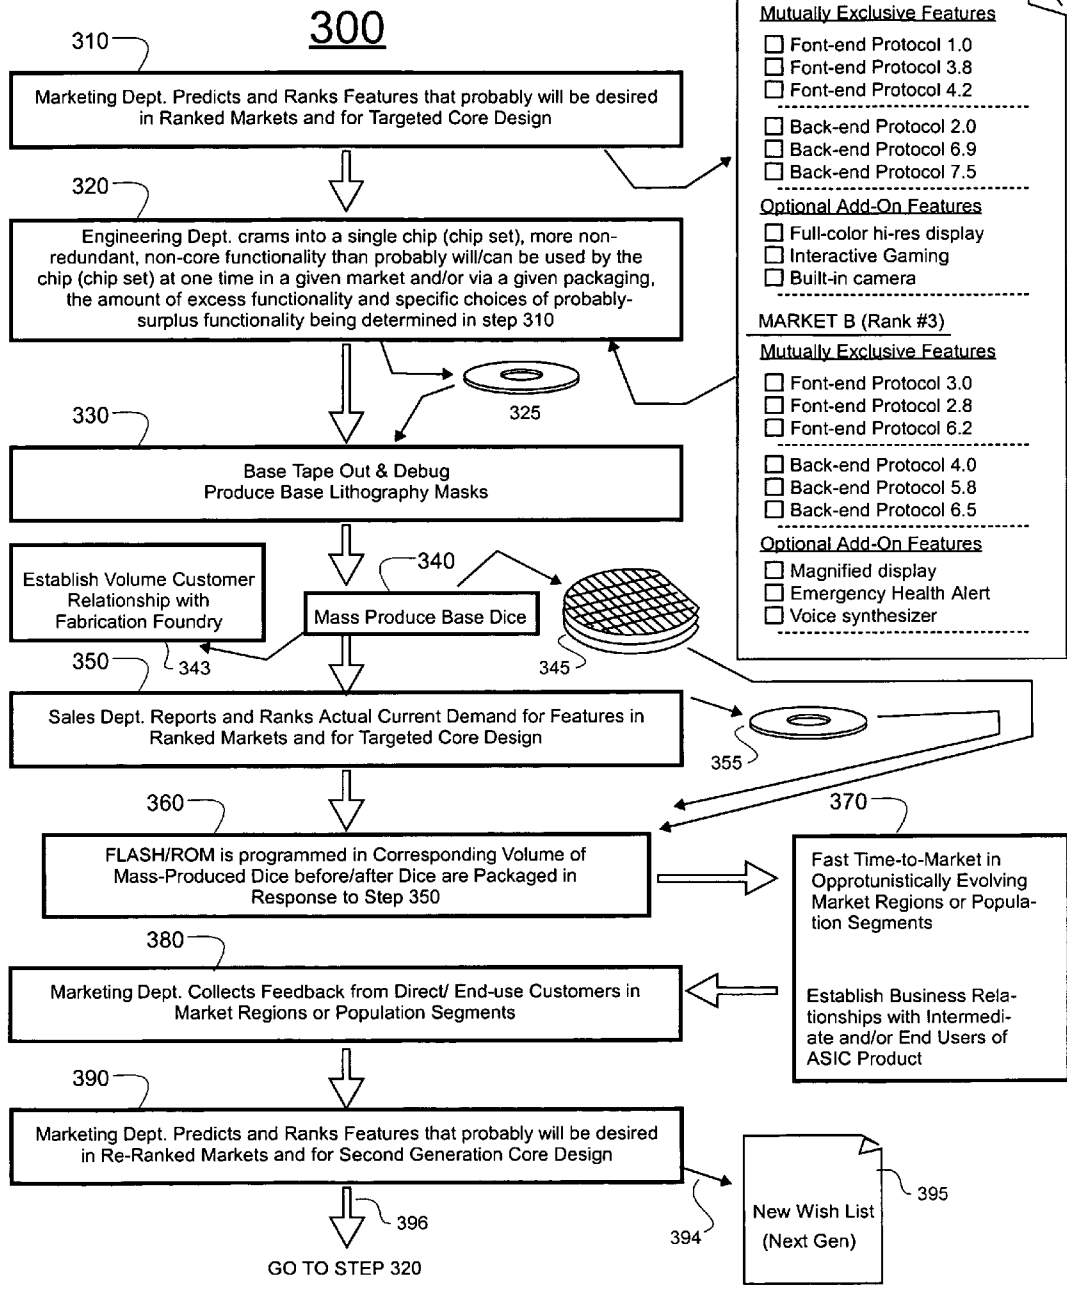 300
310
Marketing Dept. Predicts and Ranks Features that probably will be desired
in Ranked Markets and for Targeted Core Design
320
Engineering Dept. crams into a single chip (chip set), more non-
redundant, non-core functionality than probably will/can be used by the
chip (chip set) at one time in a given market and/or via a given packaging,
the amount of excess functionality and specific choices of probably-
surplus functionality being determined in step 310
325
330
Base Tape Out & Debug
Produce Base Lithography Masks
340
Establish Volume Customer
Relationship with
Fabrication Foundry
343
Mass Produce Base Dice
345
350
Sales Dept. Reports and Ranks Actual Current Demand for Features in
Ranked Markets and for Targeted Core Design
355
360
FLASH/ROM is programmed in Corresponding Volume of
Mass-Produced Dice before/after Dice are Packaged in
Response to Step 350
370
Fast Time-to-Market in
Opprotunistically Evolving
Market Regions or Popula-
tion Segments
Establish Business Rela-
tionships with Intermedi-
ate and/or End Users of
ASIC Product
380
Marketing Dept. Collects Feedback from Direct/ End-use Customers in
Market Regions or Population Segments
390
Marketing Dept. Predicts and Ranks Features that probably will be desired
in Re-Ranked Markets and for Second Generation Core Design
394
395
New Wish List
(Next Gen)
396
GO TO STEP 320
Mutually Exclusive Features
Font-end Protocol 1.0
Font-end Protocol 3.8
Font-end Protocol 4.2
Back-end Protocol 2.0
Back-end Protocol 6.9
Back-end Protocol 7.5
Optional Add-On Features
Full-color hi-res display
Interactive Gaming
Built-in camera
MARKET B (Rank #3)
Mutually Exclusive Features
Font-end Protocol 3.0
Font-end Protocol 2.8
Font-end Protocol 6.2
Back-end Protocol 4.0
Back-end Protocol 5.8
Back-end Protocol 6.5
Optional Add-On Features
Magnified display
Emergency Health Alert
Voice synthesizer